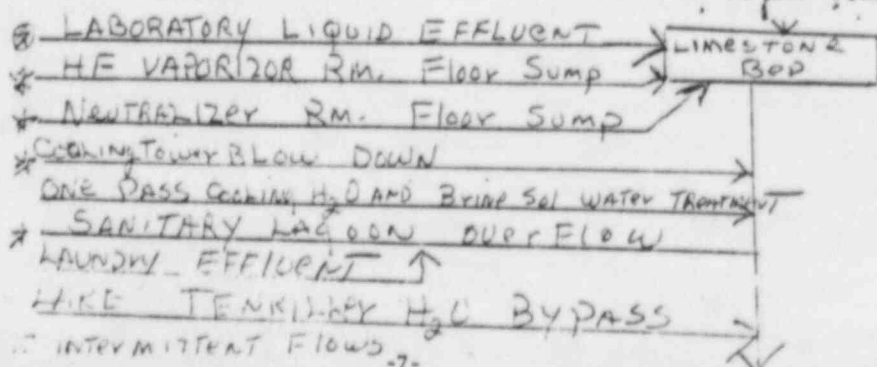 * LABORATORY LIQUID EFFLUENT
LIMESTONE
BED
* HF VAPORIZOR RM. Floor Sump
* NeUTRALIZer RM. Floor Sump
* Cooling Tower BLOW DOWN
ONE PASS Cooling H2O AND Brine Sol WATer TreatmeNT
* SANITARY LAGOON OverFlow
LAUNDRY EFFLUENT
LAKE TENKILLer H2O BYPASS
* INTermITTENT Flows
-7-